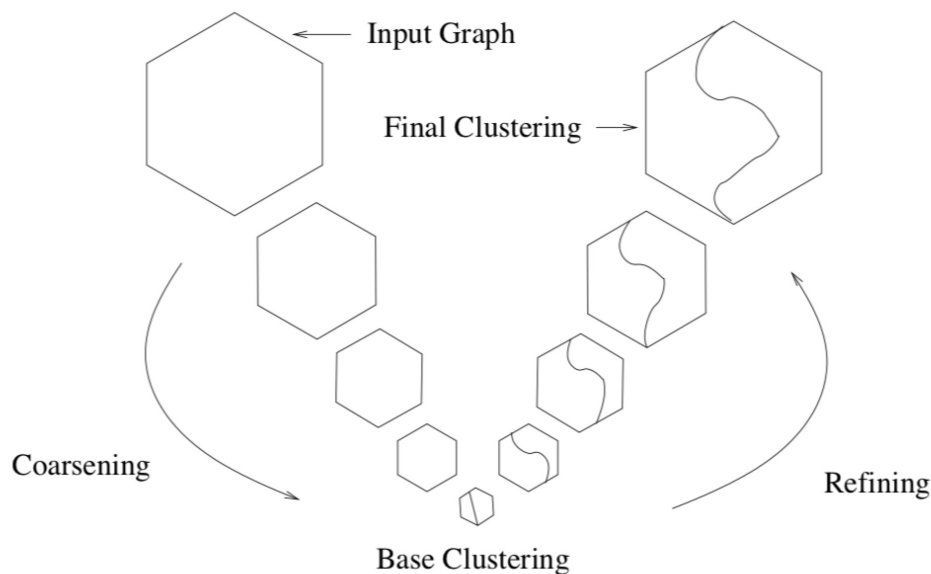 Input Graph
Final Clustering
Coarsening
Refining
Base Clustering